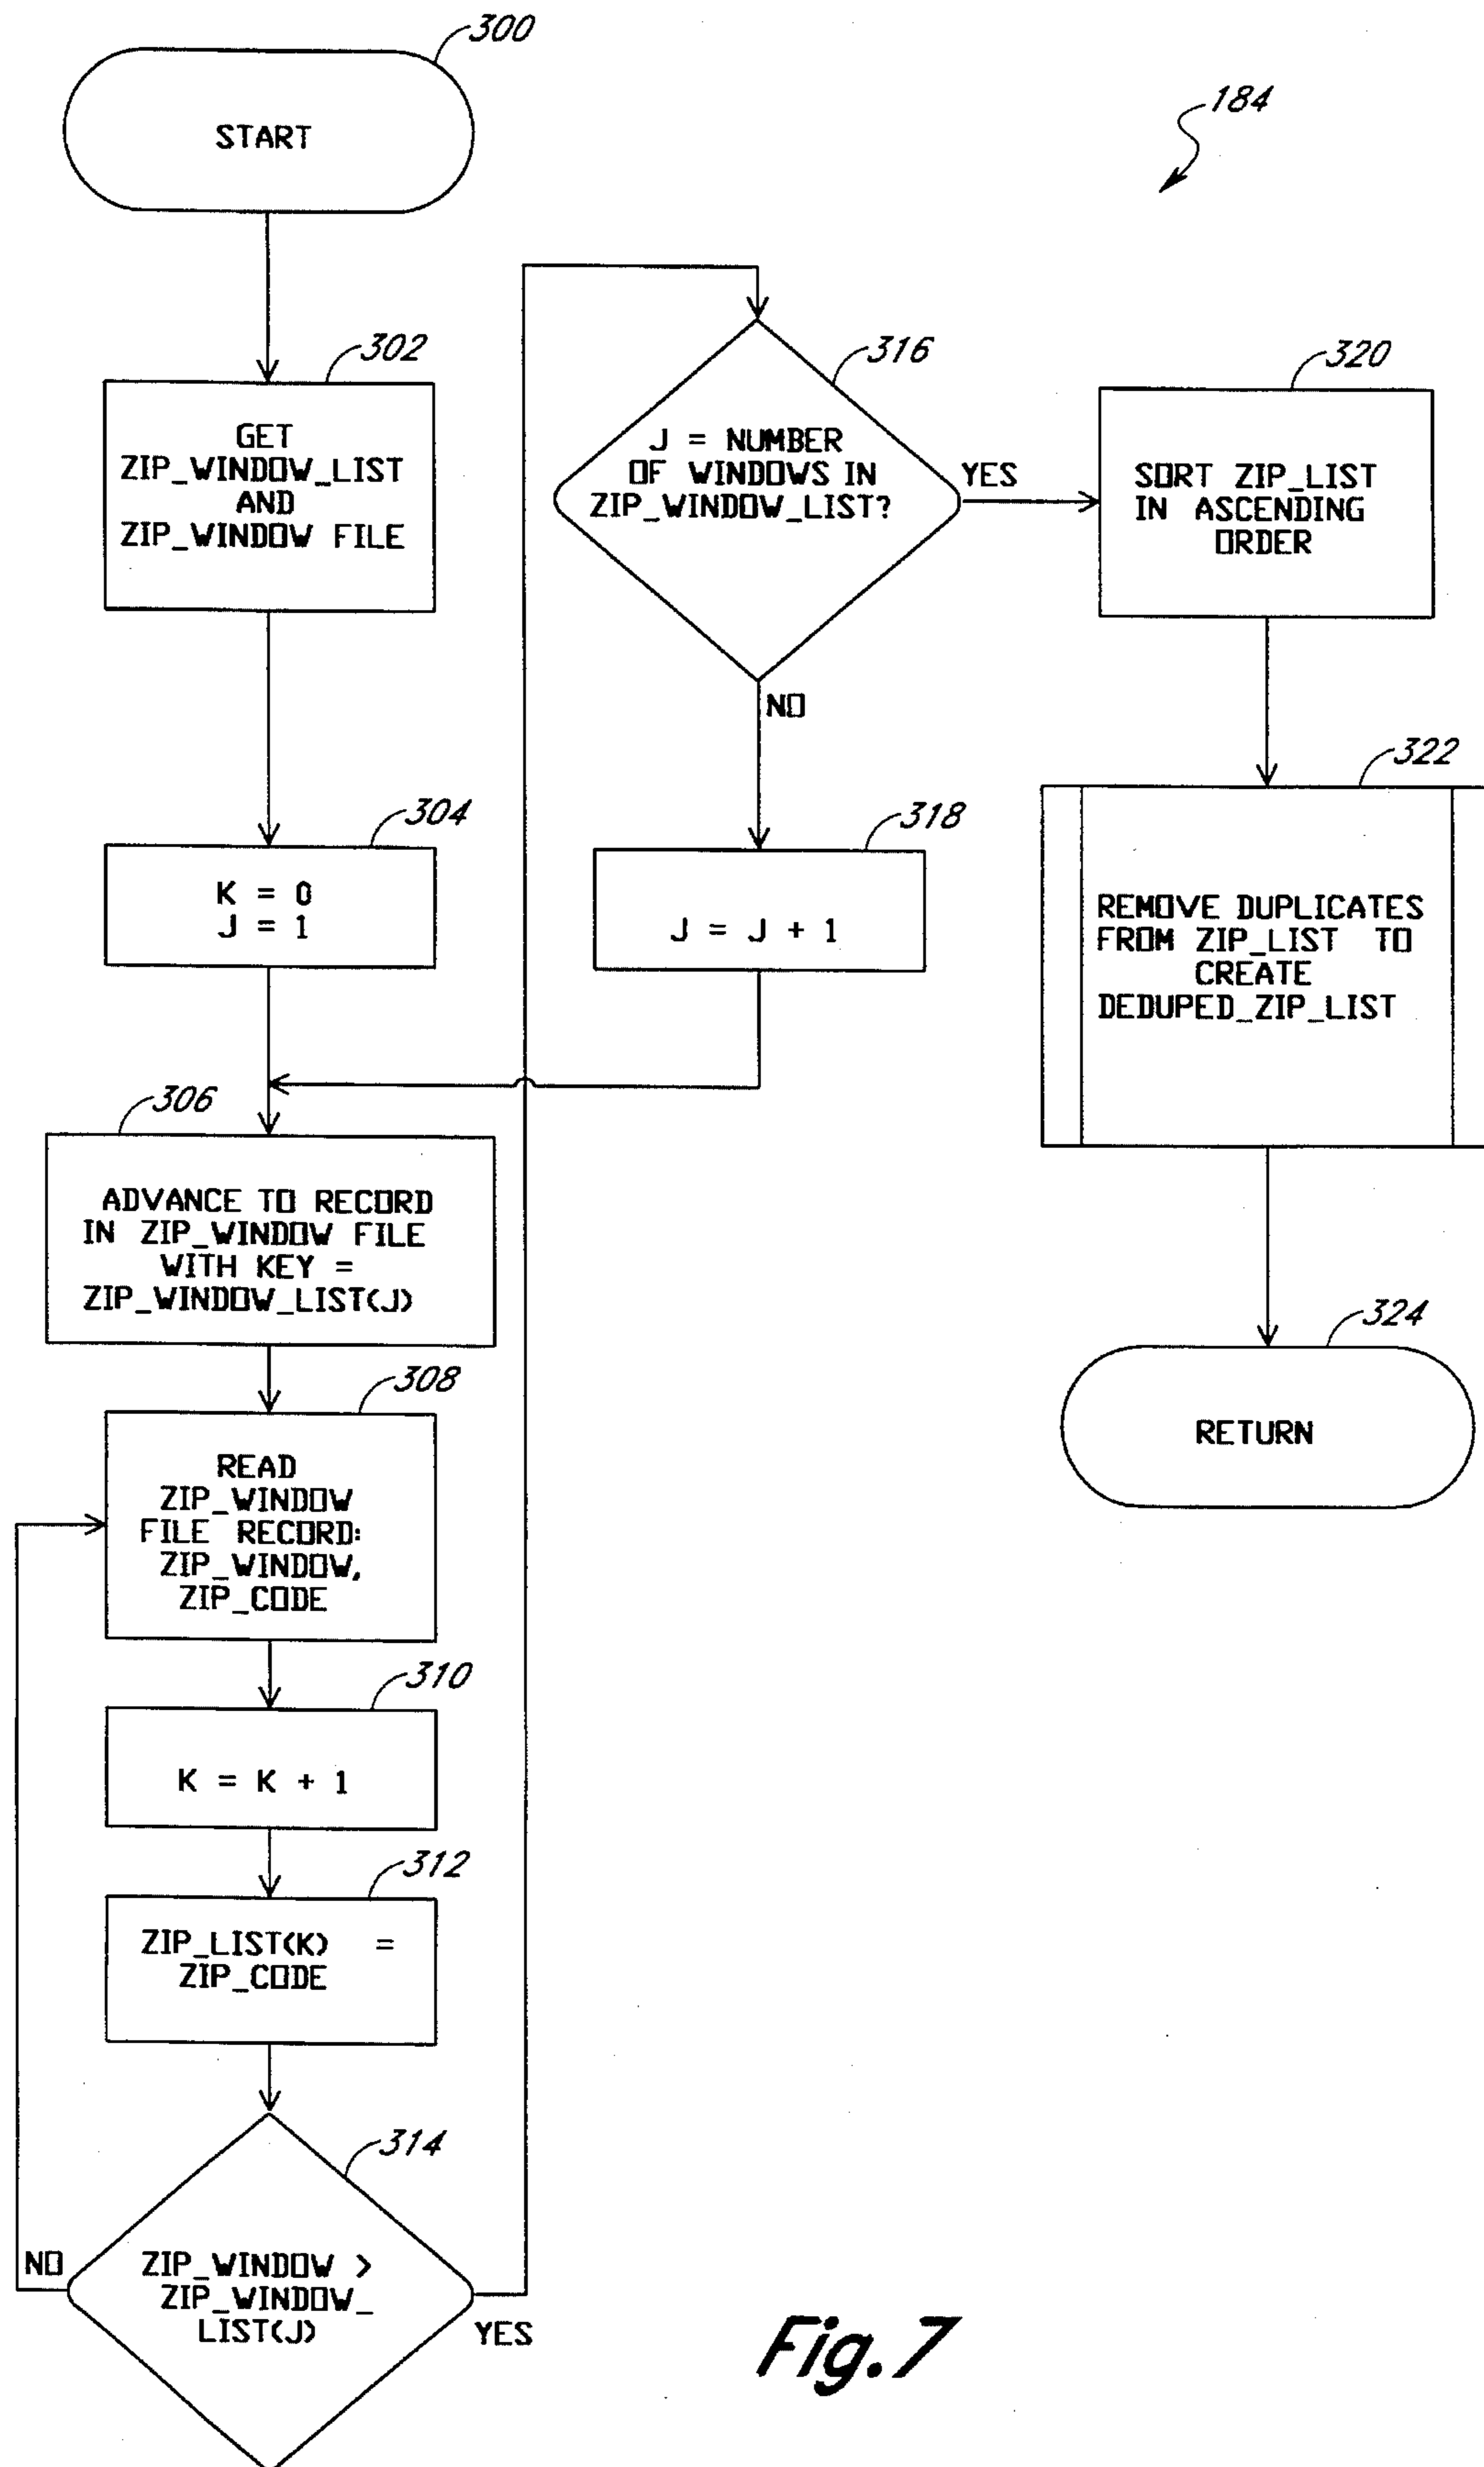 300
START
184
302
GET
ZIP_WINDOW_LIST
AND
ZIP_WINDOW FILE
304
K = 0
J = 1
306
ADVANCE TO RECORD
IN ZIP_WINDOW FILE
WITH KEY =
ZIP_WINDOW_LIST(J)
308
READ
ZIP_WINDOW
FILE RECORD:
ZIP_WINDOW,
ZIP_CODE
310
K = K + 1
312
ZIP_LIST(K) =
ZIP_CODE
314
ZIP_WINDOW >
ZIP_WINDOW_
LIST(J)
NO
YES
316
J = NUMBER
OF WINDOWS IN
ZIP_WINDOW_LIST?
YES
NO
318
J = J + 1
320
SORT ZIP_LIST
IN ASCENDING
ORDER
322
REMOVE DUPLICATES
FROM ZIP_LIST TO
CREATE
DEDUPED_ZIP_LIST
324
RETURN
Fig.7